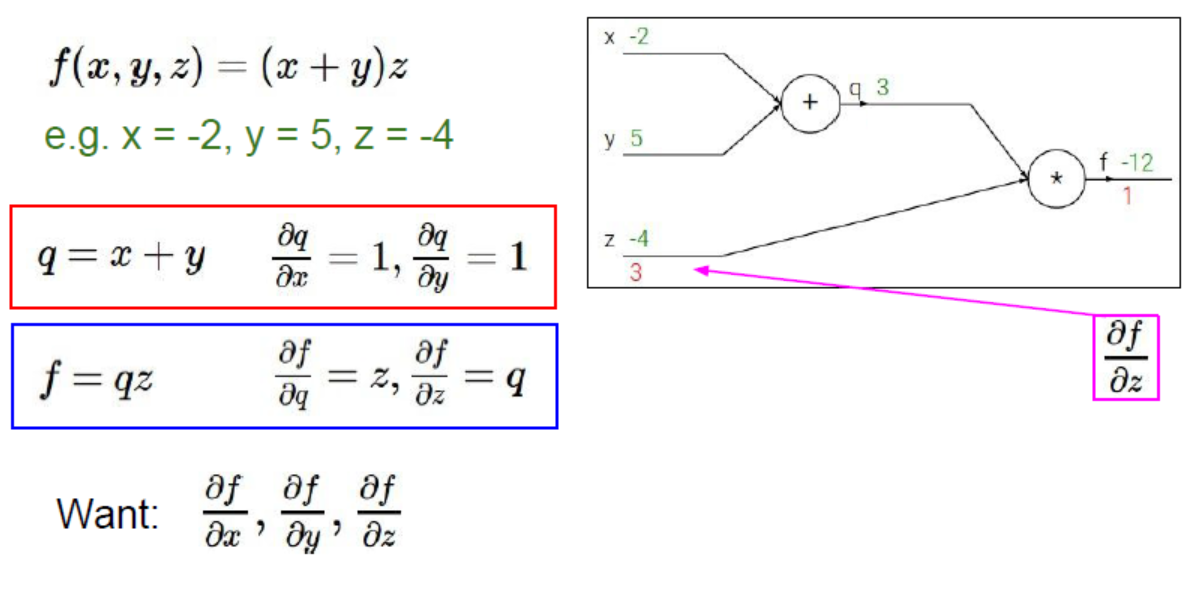 f(x, y, z) = (x + y)z
e.g. x = -2, y = 5, z = -4
q = x + y    ∂q/∂x = 1, ∂q/∂y = 1
f = qz    ∂f/∂q = z, ∂f/∂z = q
Want: ∂f/∂x, ∂f/∂y, ∂f/∂z
x -2
+
q 3
y 5
*
f -12
1
z -4
3
∂f/∂z